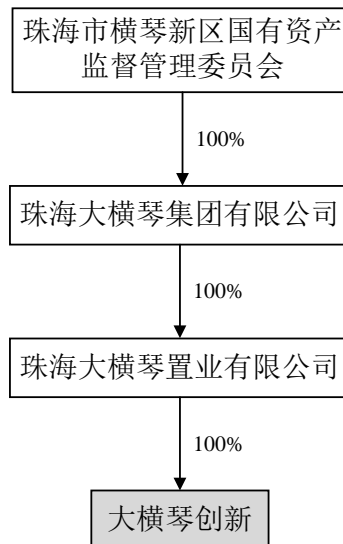 珠海市横琴新区国有资产
监督管理委员会
100%
珠海大横琴集团有限公司
100%
珠海大横琴置业有限公司
100%
大横琴创新